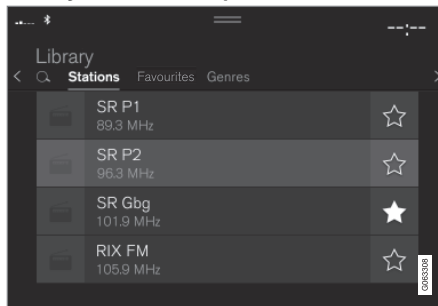 --:--
Library
Stations Favourites Genres
SR P1
89.3 MHz
SR P2
96.3 MHz
SR Gbg
101.9 MHz
RIX FM
105.9 MHz
G063308